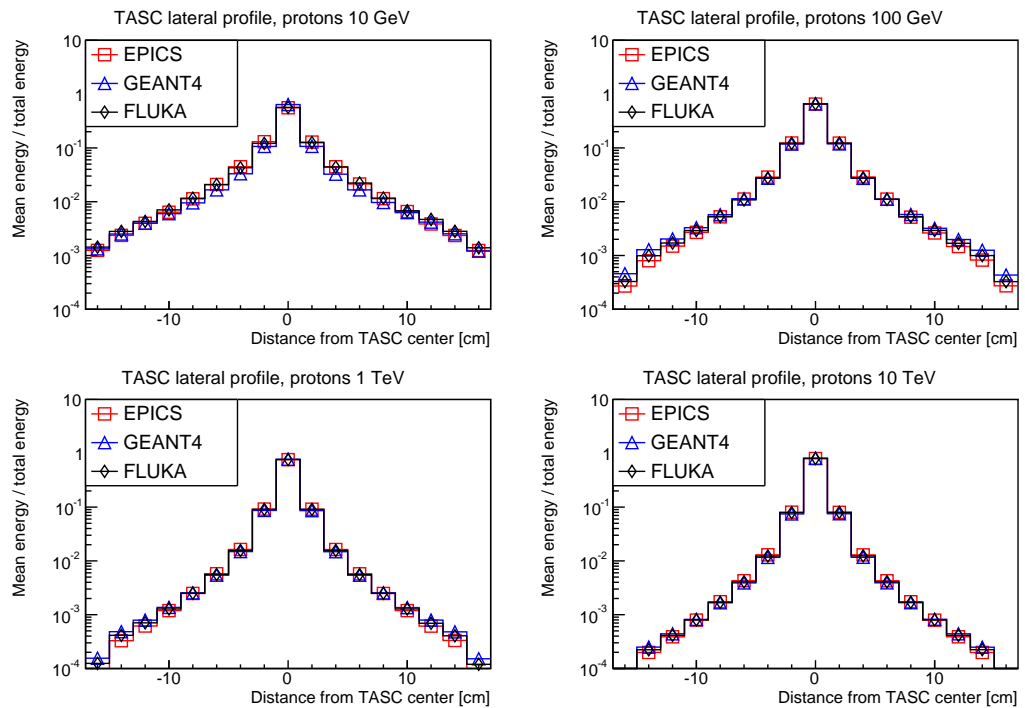 TASC lateral profile, protons 10 GeV
Mean energy / total energy
10
1
10^-1
10^-2
10^-3
10^-4
EPICS
GEANT4
FLUKA
-10 0 10
Distance from TASC center [cm]
TASC lateral profile, protons 100 GeV
Mean energy / total energy
10
1
10^-1
10^-2
10^-3
10^-4
EPICS
GEANT4
FLUKA
-10 0 10
Distance from TASC center [cm]
TASC lateral profile, protons 1 TeV
Mean energy / total energy
10
1
10^-1
10^-2
10^-3
10^-4
EPICS
GEANT4
FLUKA
-10 0 10
Distance from TASC center [cm]
TASC lateral profile, protons 10 TeV
Mean energy / total energy
10
1
10^-1
10^-2
10^-3
10^-4
EPICS
GEANT4
FLUKA
-10 0 10
Distance from TASC center [cm]